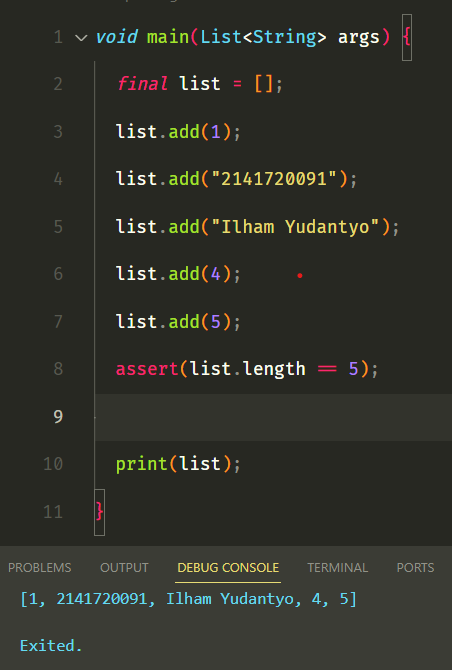 1 void main(List<String> args) {
2 final list = [];
3 list.add(1);
4 list.add("2141720091");
5 list.add("Ilham Yudantyo");
6 list.add(4);
7 list.add(5);
8 assert(list.length == 5);
9
10 print(list);
11 }
PROBLEMS OUTPUT DEBUG CONSOLE TERMINAL PORTS
[1, 2141720091, Ilham Yudantyo, 4, 5]
Exited.